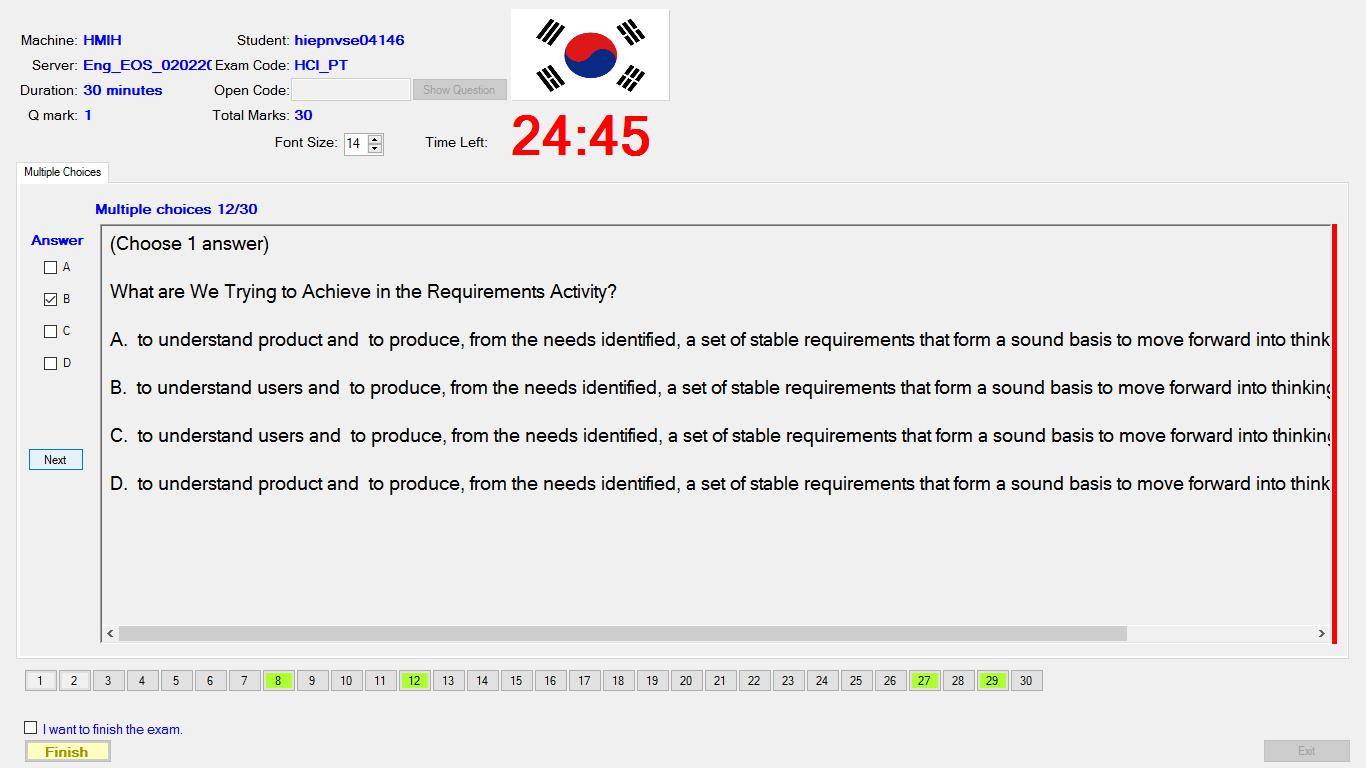 Machine: HMIH Student: hiepnvse04146
Server: Eng_EOS_020220 Exam Code: HCI_PT
Duration: 30 minutes Open Code: Show Question
Q mark: 1 Total Marks: 30
Font Size: 14 Time Left: 24:45
Multiple Choices
Multiple choices 12/30
Answer
A
B
C
D
Next
(Choose 1 answer)
What are We Trying to Achieve in the Requirements Activity?
A. to understand product and to produce, from the needs identified, a set of stable requirements that form a sound basis to move forward into think
B. to understand users and to produce, from the needs identified, a set of stable requirements that form a sound basis to move forward into thinking
C. to understand users and to produce, from the needs identified, a set of stable requirements that form a sound basis to move forward into thinking
D. to understand product and to produce, from the needs identified, a set of stable requirements that form a sound basis to move forward into think
1 2 3 4 5 6 7 8 9 10 11 12 13 14 15 16 17 18 19 20 21 22 23 24 25 26 27 28 29 30
I want to finish the exam.
Finish
Exit